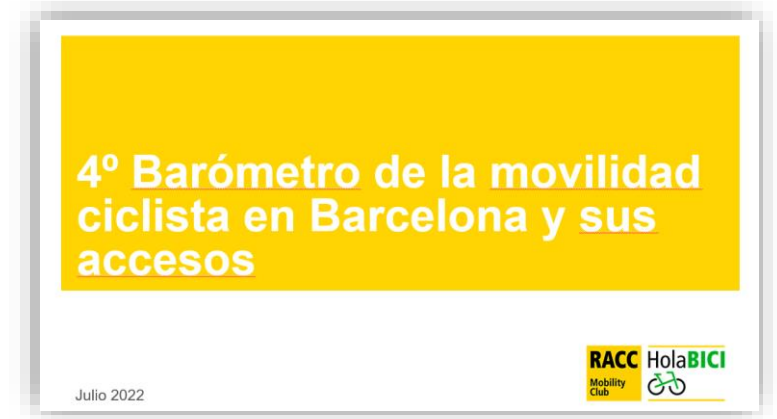 4º Barómetro de la movilidad
ciclista en Barcelona y sus
accesos
RACC HolaBICI
Mobility
Club
Julio 2022